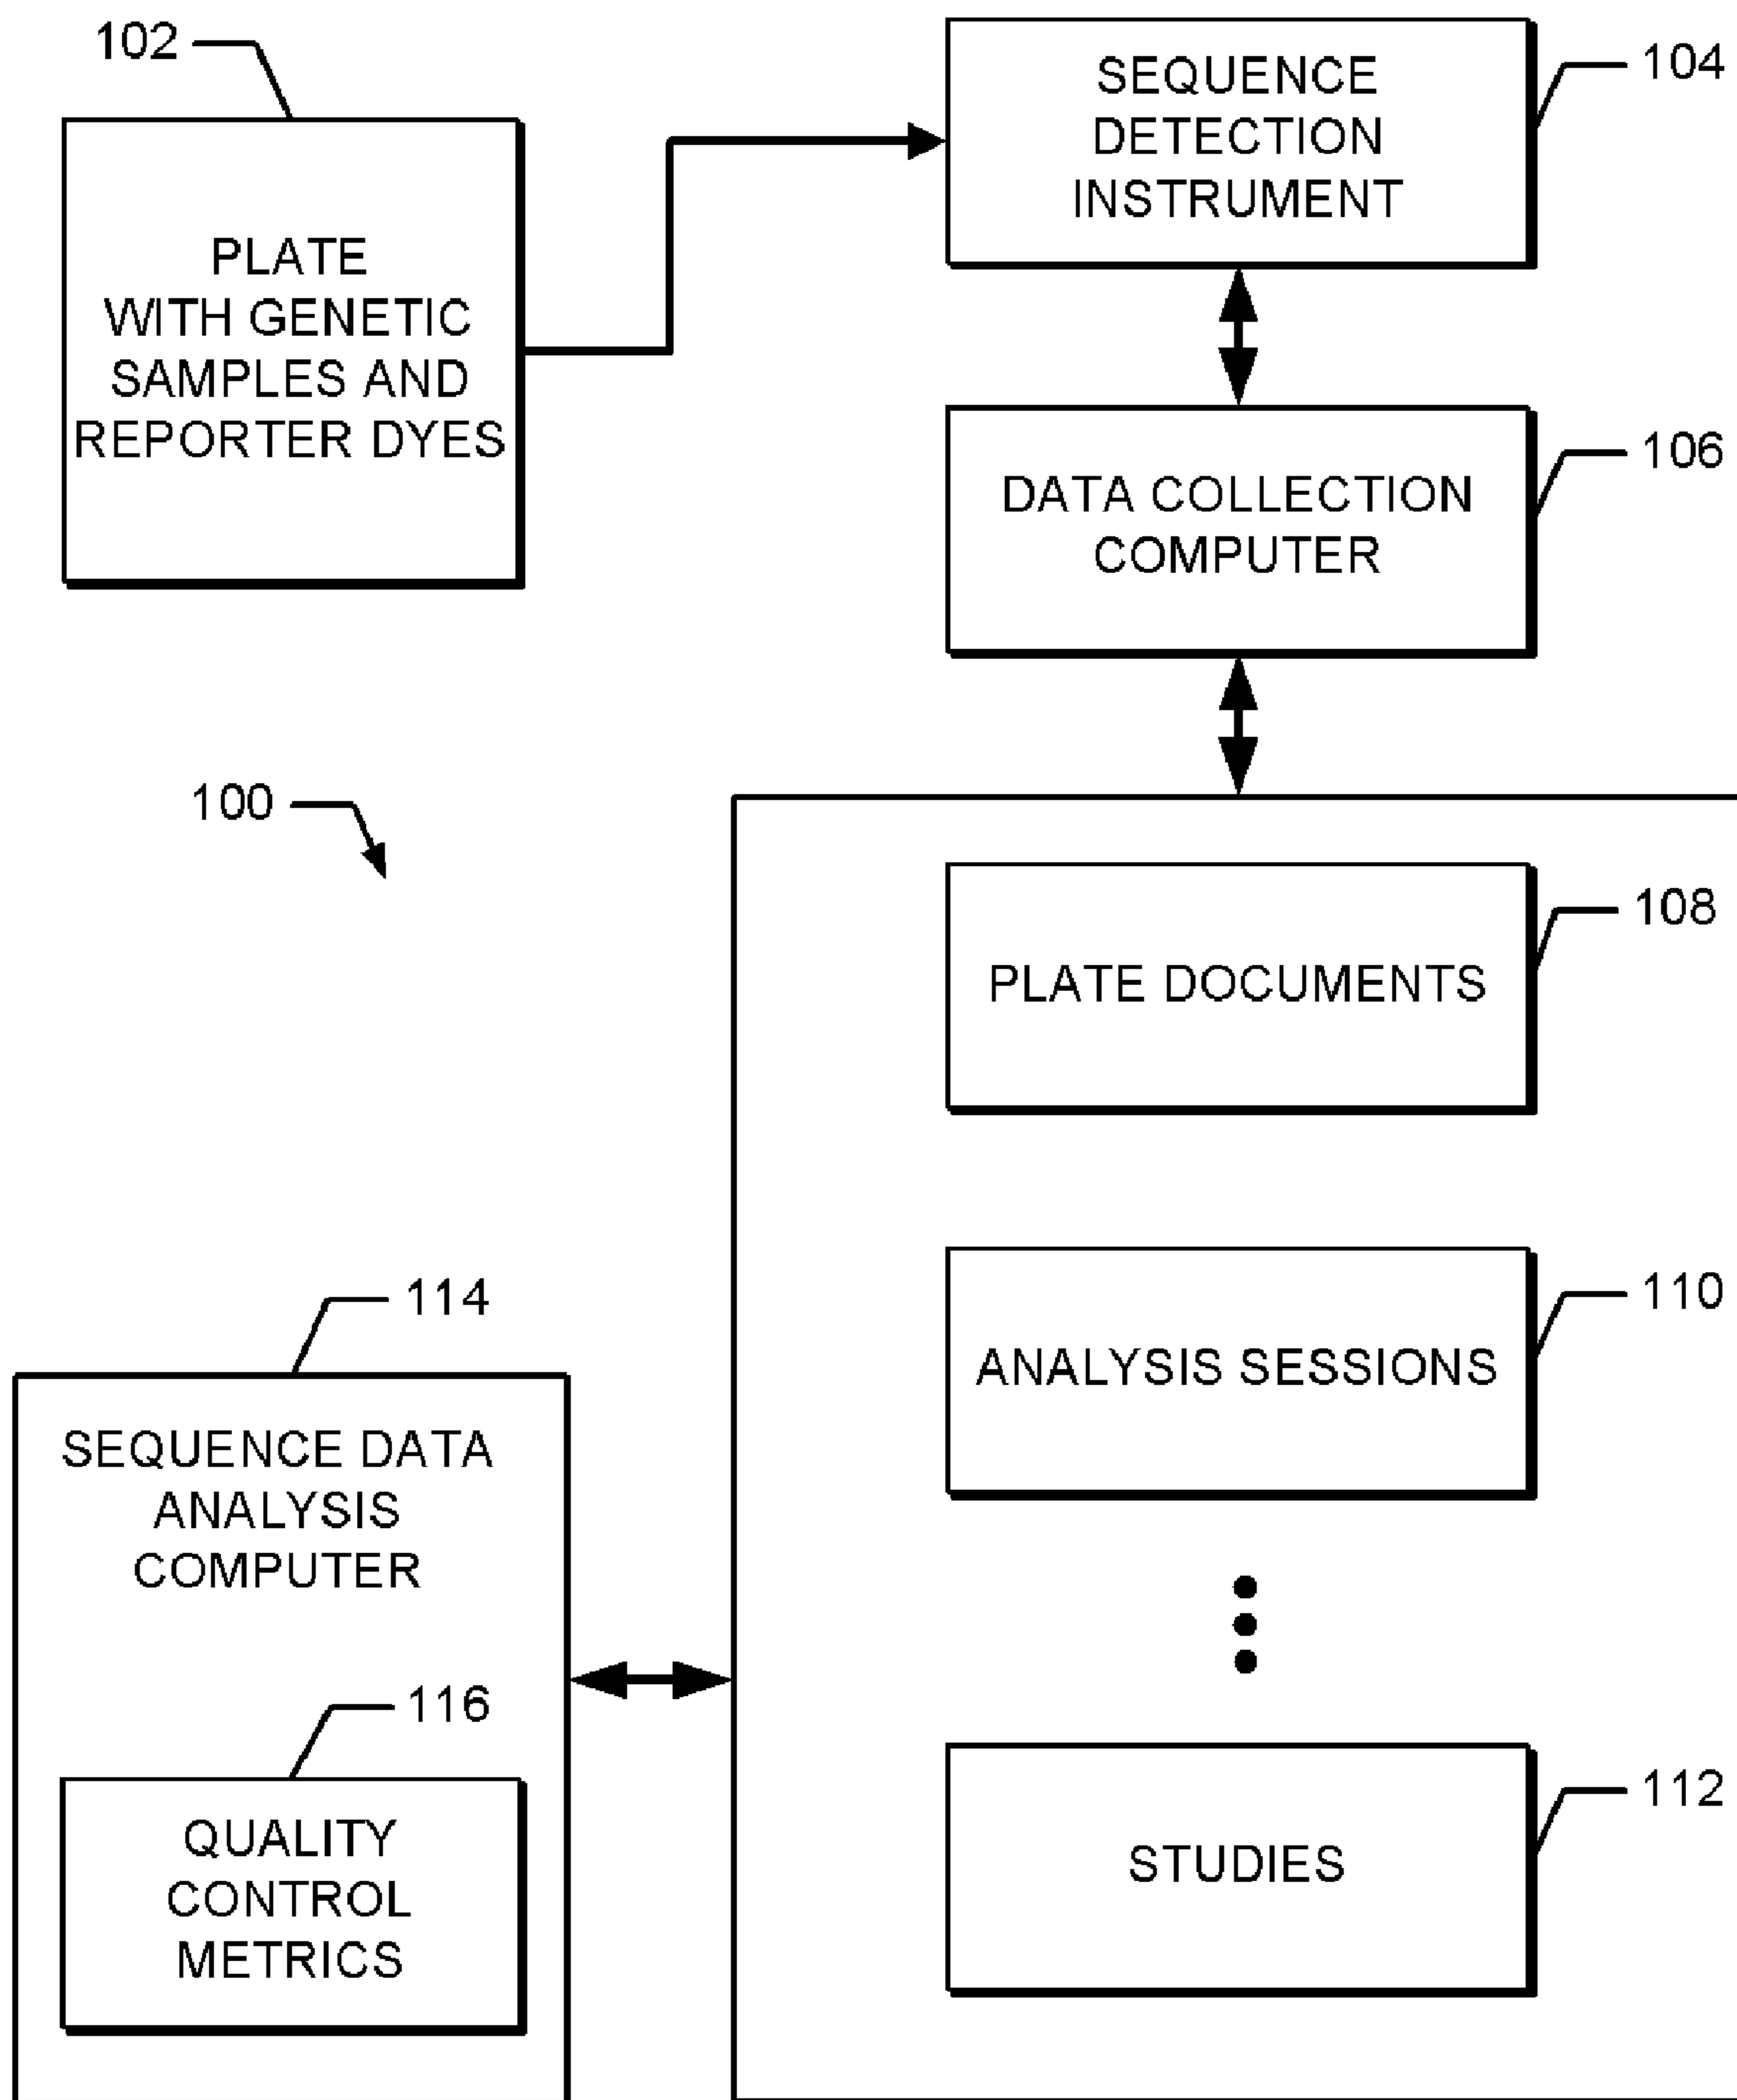 102
PLATE
WITH GENETIC
SAMPLES AND
REPORTER DYES
104
SEQUENCE
DETECTION
INSTRUMENT
106
DATA COLLECTION
COMPUTER
100
108
PLATE DOCUMENTS
110
ANALYSIS SESSIONS
112
STUDIES
114
SEQUENCE DATA
ANALYSIS
COMPUTER
116
QUALITY
CONTROL
METRICS